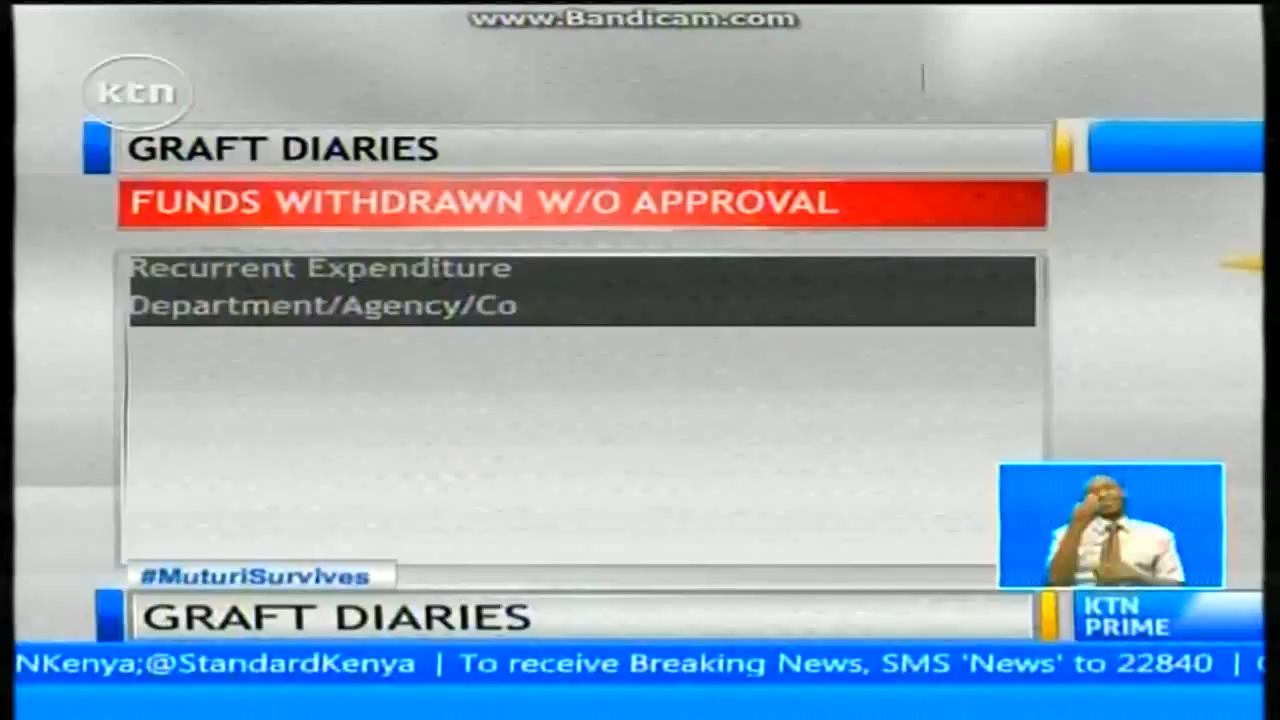 www.Bandicam.com
ktn
GRAFT DIARIES
FUNDS WITHDRAWN W/O APPROVAL
Recurrent Expenditure
Department/Agency/Co
#MuturiSurvives
GRAFT DIARIES
KTN
PRIME
NKenya;@StandardKenya | To receive Breaking News, SMS 'News' to 22840 |